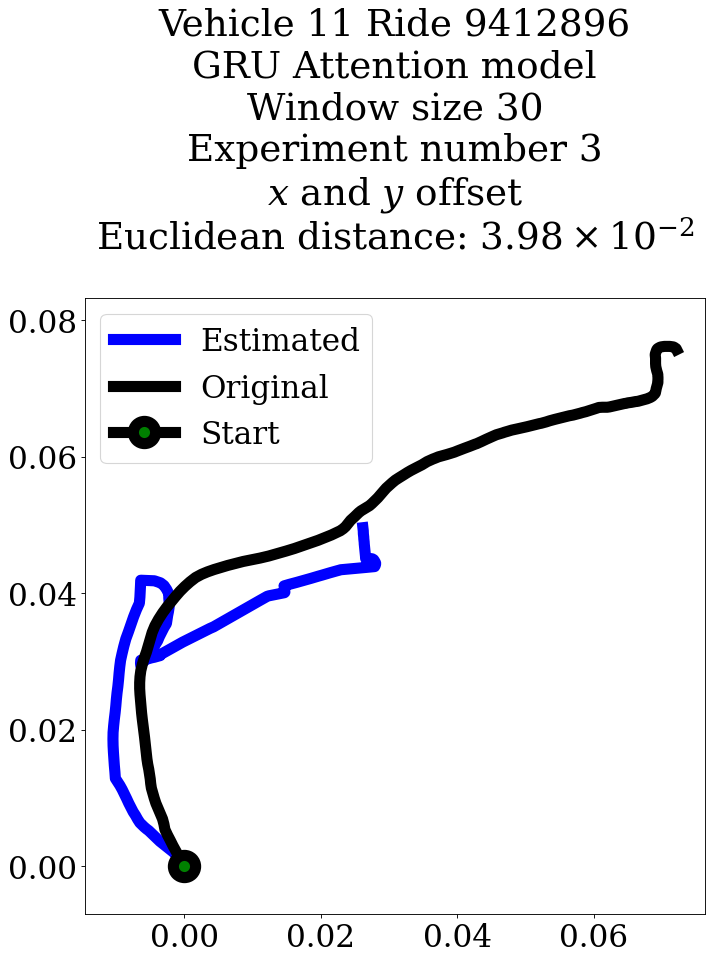 Vehicle 11 Ride 9412896
GRU Attention model
Window size 30
Experiment number 3
x and y offset
Euclidean distance: 3.98 × 10⁻²
Estimated
Original
Start
0.08
0.06
0.04
0.02
0.00
0.00 0.02 0.04 0.06